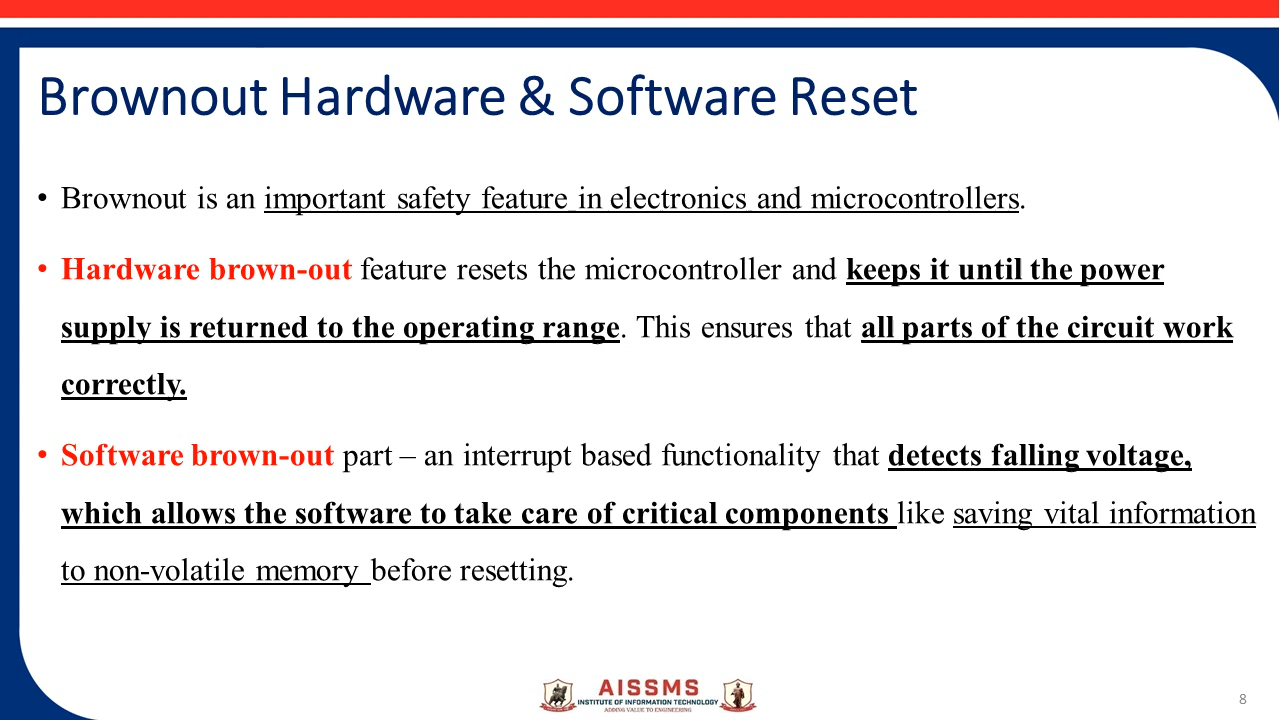 Brownout Hardware & Software Reset
• Brownout is an important safety feature in electronics and microcontrollers.
• Hardware brown-out feature resets the microcontroller and keeps it until the power
supply is returned to the operating range. This ensures that all parts of the circuit work
correctly.
• Software brown-out part – an interrupt based functionality that detects falling voltage,
which allows the software to take care of critical components like saving vital information
to non-volatile memory before resetting.
AISSMS
INSTITUTE OF INFORMATION TECHNOLOGY
ADDING VALUE TO ENGINEERING
8